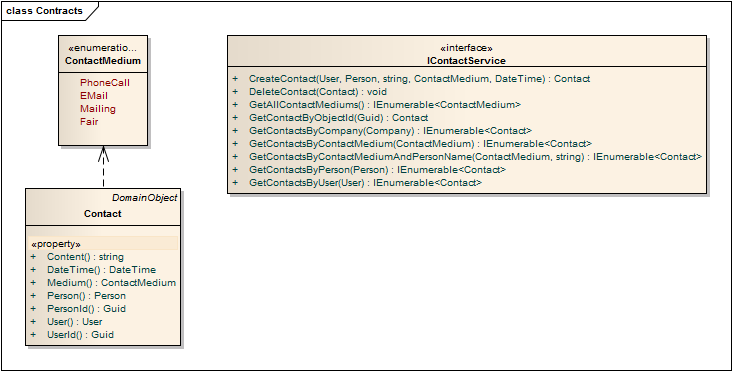 class Contracts
«enumeratio...
ContactMedium
PhoneCall
EMail
Mailing
Fair
«interface»
IContactService
+ CreateContact(User, Person, string, ContactMedium, DateTime) : Contact
+ DeleteContact(Contact) : void
+ GetAllContactMediums() : IEnumerable<ContactMedium>
+ GetContactByObjectId(Guid) : Contact
+ GetContactsByCompany(Company) : IEnumerable<Contact>
+ GetContactsByContactMedium(ContactMedium) : IEnumerable<Contact>
+ GetContactsByContactMediumAndPersonName(ContactMedium, string) : IEnumerable<Contact>
+ GetContactsByPerson(Person) : IEnumerable<Contact>
+ GetContactsByUser(User) : IEnumerable<Contact>
DomainObject
Contact
«property»
+ Content() : string
+ DateTime() : DateTime
+ Medium() : ContactMedium
+ Person() : Person
+ PersonId() : Guid
+ User() : User
+ UserId() : Guid